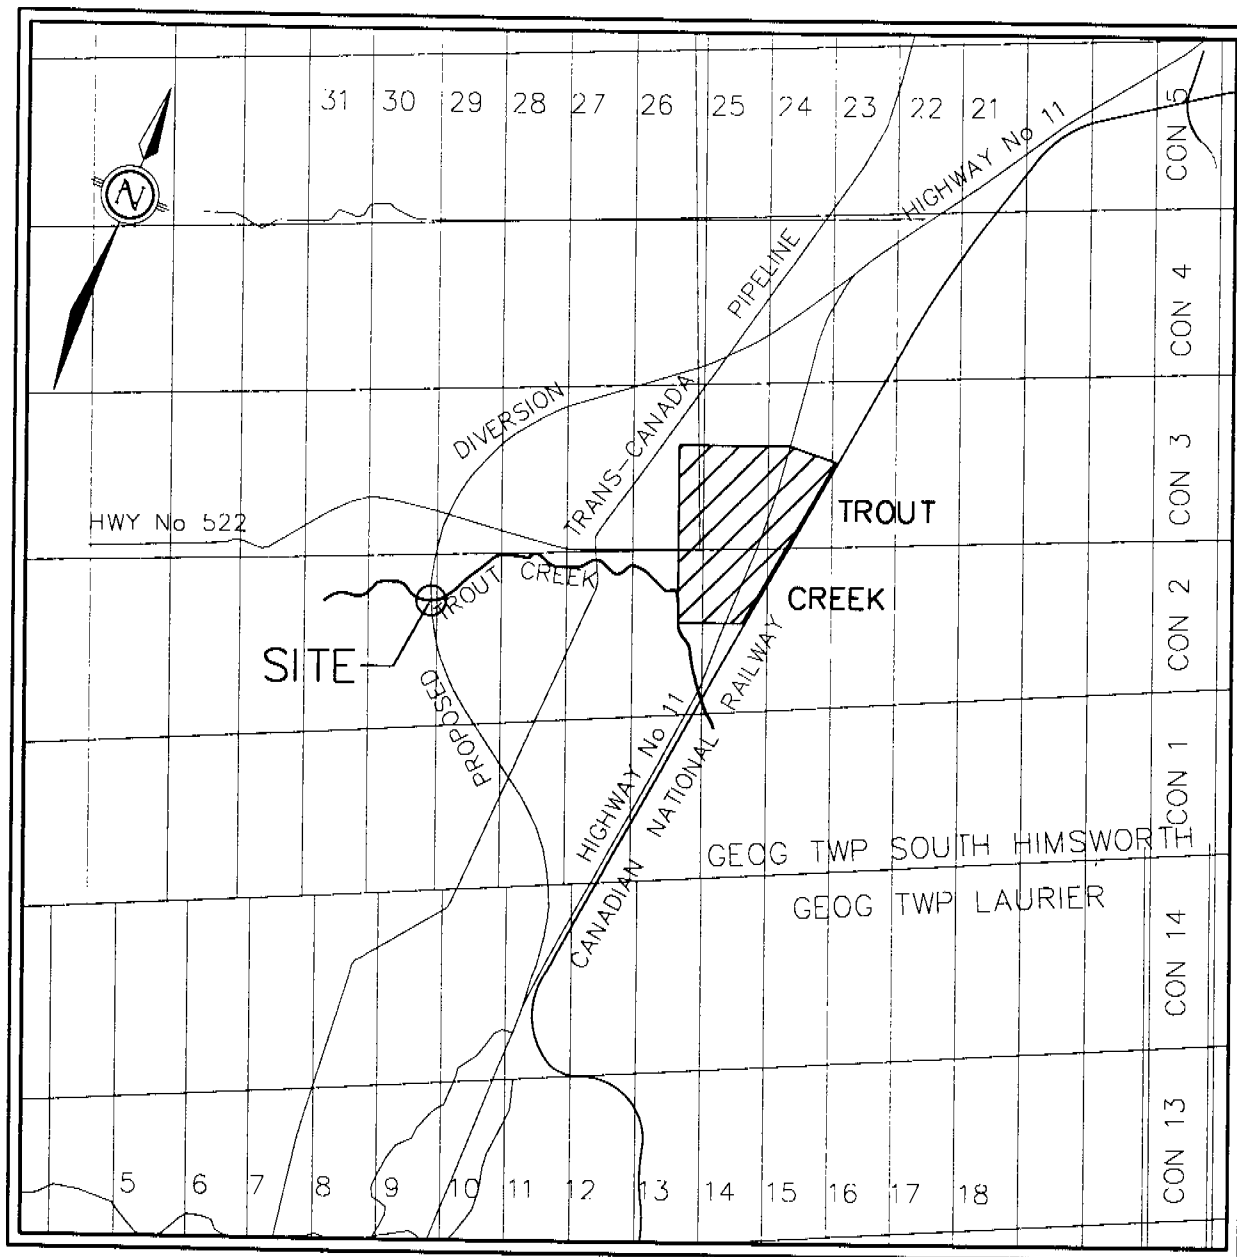 31 30 29 28 27 26 25 24 23 22 21
CON 5
N
HIGHWAY No 11
CON 4
PIPELINE
DIVERSION
TRANS-CANADA
CON 3
HWY No 522
TROUT
CREEK
TROUT CREEK
CON 2
SITE
PROPOSED
HIGHWAY No 11
CANADIAN NATIONAL RAILWAY
CON 1
GEOG TWP SOUTH HIMSWORTH
GEOG TWP LAURIER
CON 14
CON 13
5 6 7 8 9 10 11 12 13 14 15 16 17 18